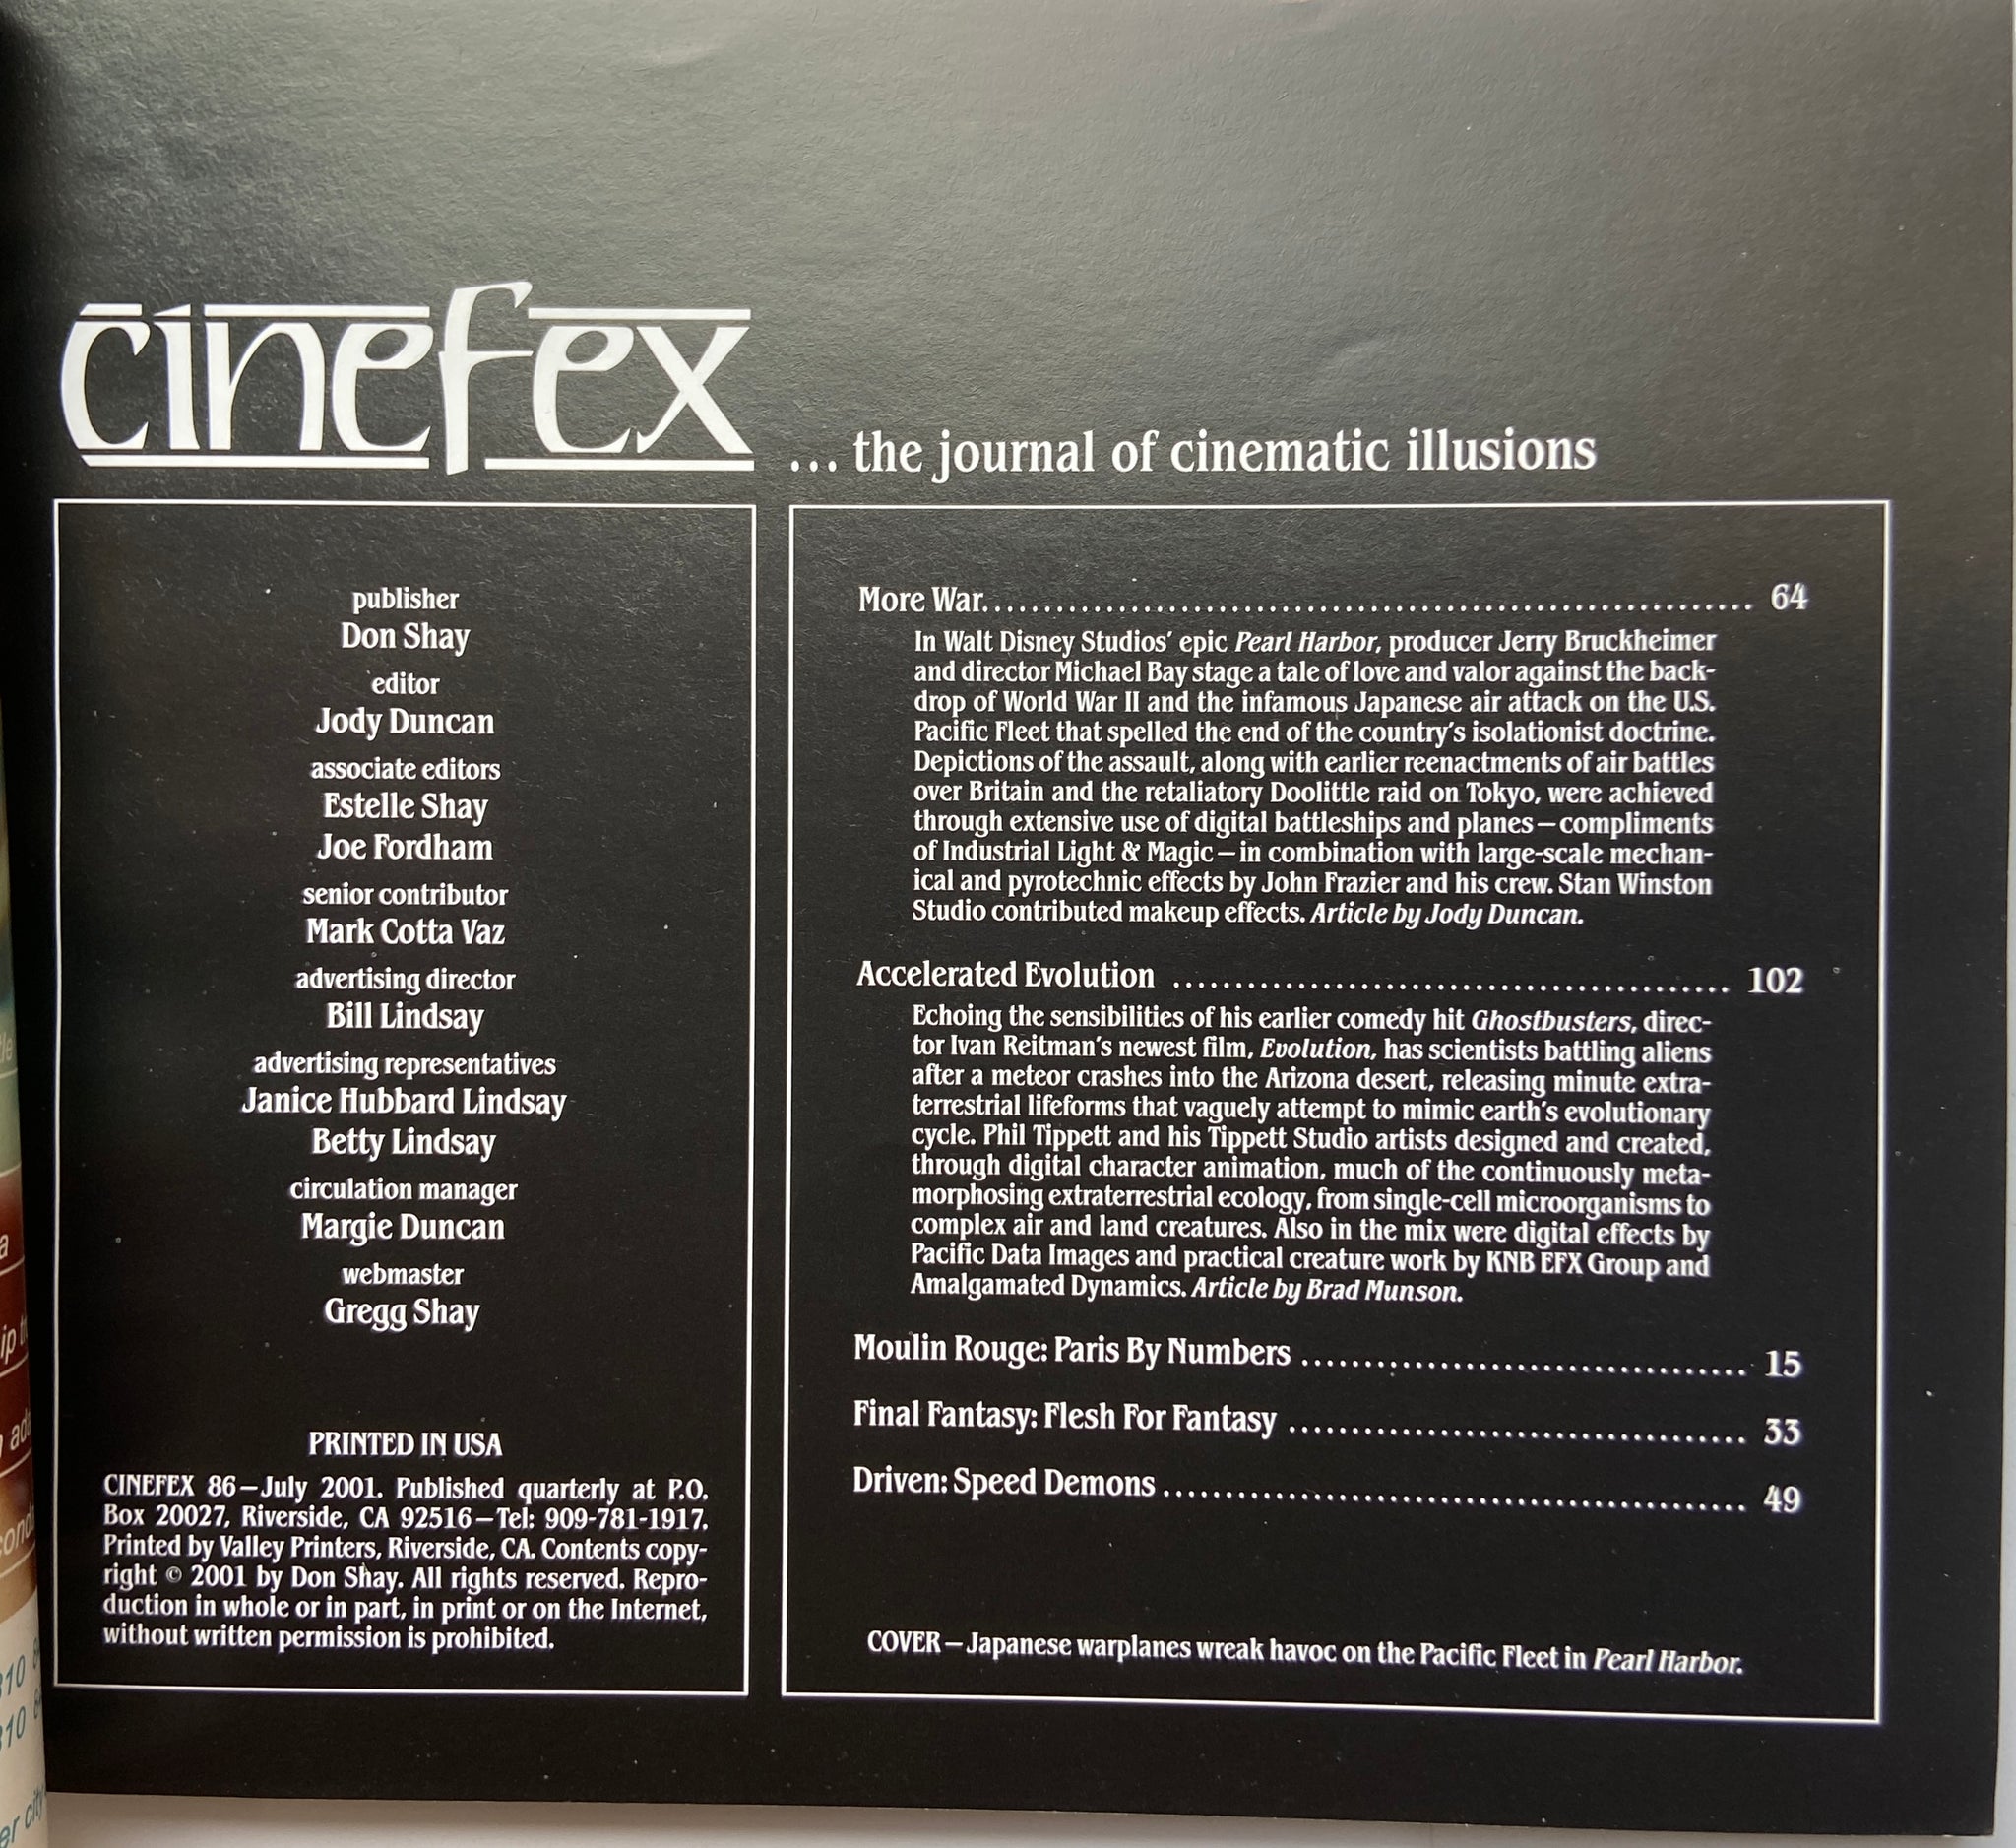 cinefex
... the journal of cinematic illusions
publisher
Don Shay
editor
Jody Duncan
associate editors
Estelle Shay
Joe Fordham
senior contributor
Mark Cotta Vaz
advertising director
Bill Lindsay
advertising representatives
Janice Hubbard Lindsay
Betty Lindsay
circulation manager
Margie Duncan
webmaster
Gregg Shay
PRINTED IN USA
CINEFEX 86—July 2001. Published quarterly at P.O.
Box 20027, Riverside, CA 92516—Tel: 909-781-1917.
Printed by Valley Printers, Riverside, CA. Contents copy-
right © 2001 by Don Shay. All rights reserved. Repro-
duction in whole or in part, in print or on the Internet,
without written permission is prohibited.
More War.......... 64
In Walt Disney Studios' epic Pearl Harbor, producer Jerry Bruckheimer
and director Michael Bay stage a tale of love and valor against the back-
drop of World War II and the infamous Japanese air attack on the U.S.
Pacific Fleet that spelled the end of the country's isolationist doctrine.
Depictions of the assault, along with earlier reenactments of air battles
over Britain and the retaliatory Doolittle raid on Tokyo, were achieved
through extensive use of digital battleships and planes—compliments
of Industrial Light & Magic—in combination with large-scale mechan-
ical and pyrotechnic effects by John Frazier and his crew. Stan Winston
Studio contributed makeup effects. Article by Jody Duncan.
Accelerated Evolution .......... 102
Echoing the sensibilities of his earlier comedy hit Ghostbusters, direc-
tor Ivan Reitman's newest film, Evolution, has scientists battling aliens
after a meteor crashes into the Arizona desert, releasing minute extra-
terrestrial lifeforms that vaguely attempt to mimic earth's evolutionary
cycle. Phil Tippett and his Tippett Studio artists designed and created,
through digital character animation, much of the continuously meta-
morphosing extraterrestrial ecology, from single-cell microorganisms to
complex air and land creatures. Also in the mix were digital effects by
Pacific Data Images and practical creature work by KNB EFX Group and
Amalgamated Dynamics. Article by Brad Munson.
Moulin Rouge: Paris By Numbers .......... 15
Final Fantasy: Flesh For Fantasy .......... 33
Driven: Speed Demons .......... 49
COVER—Japanese warplanes wreak havoc on the Pacific Fleet in Pearl Harbor.